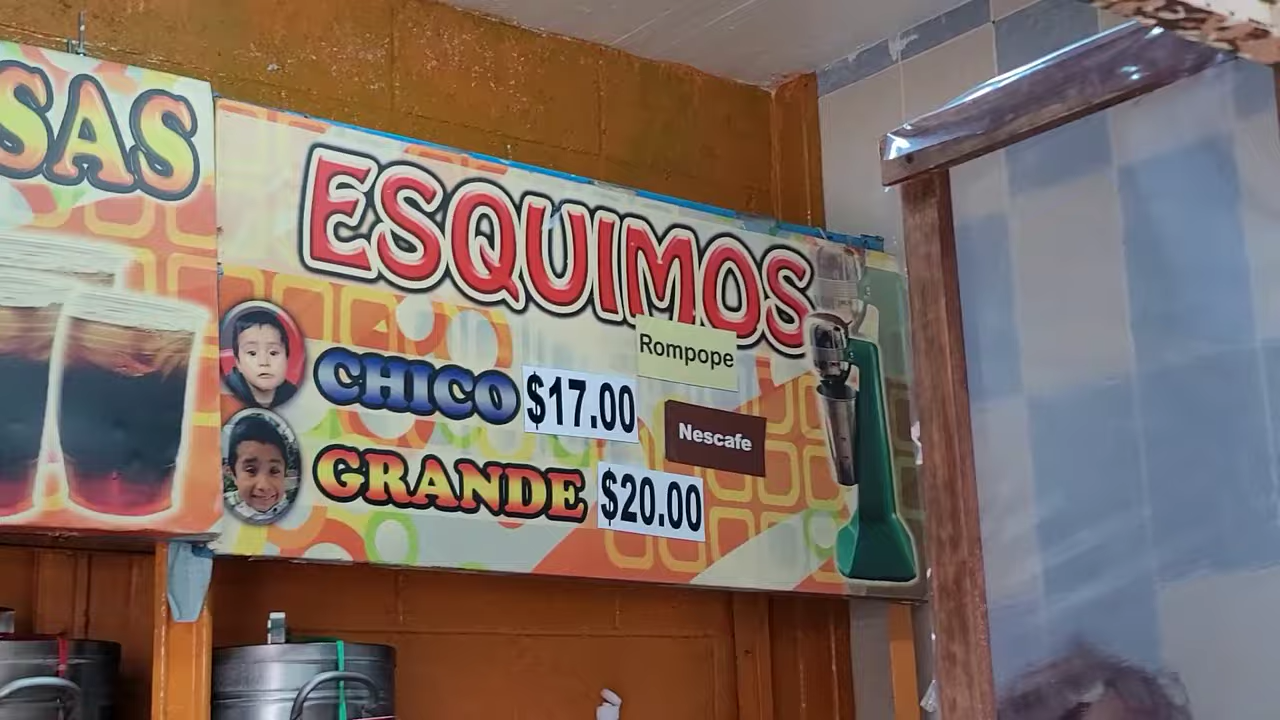 SAS
ESQUIMOS
Rompope
CHICO $17.00
Nescafe
GRANDE $20.00